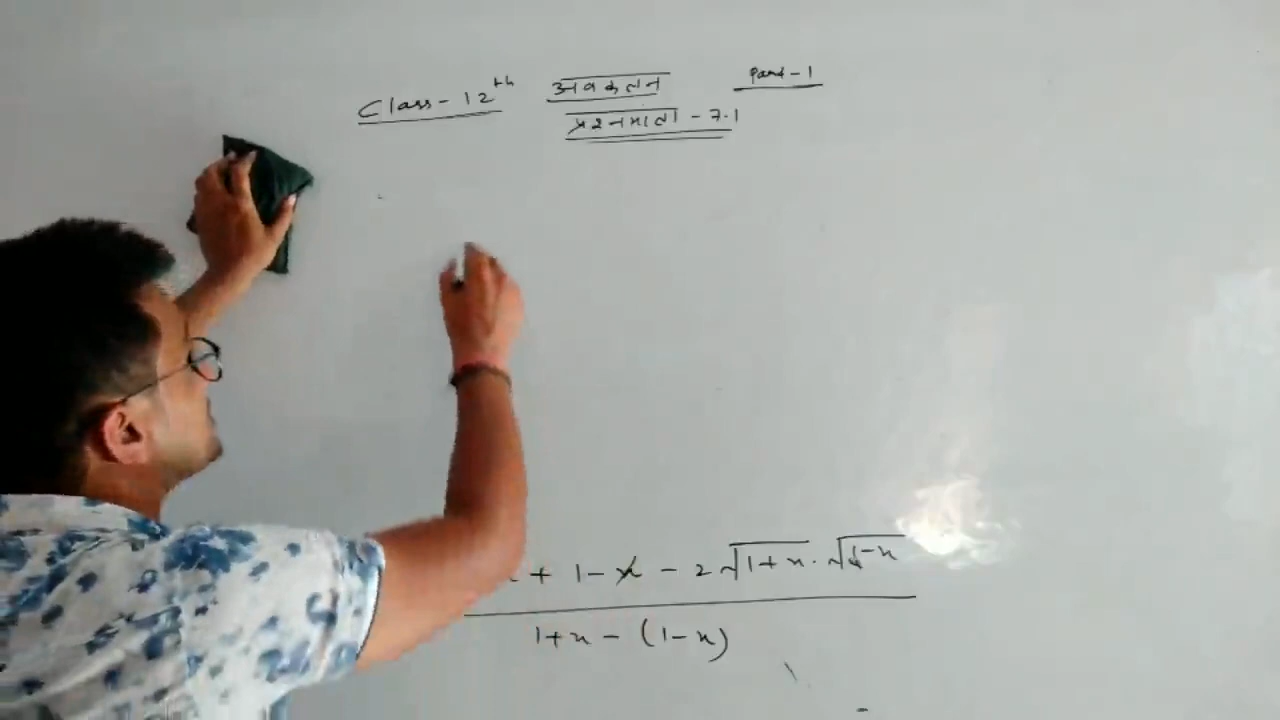 Class-12th अवकलन Part-1
प्रश्नमाला-7.1
+ 1-x - 2√1+x . √1-x
1+x - (1-x)